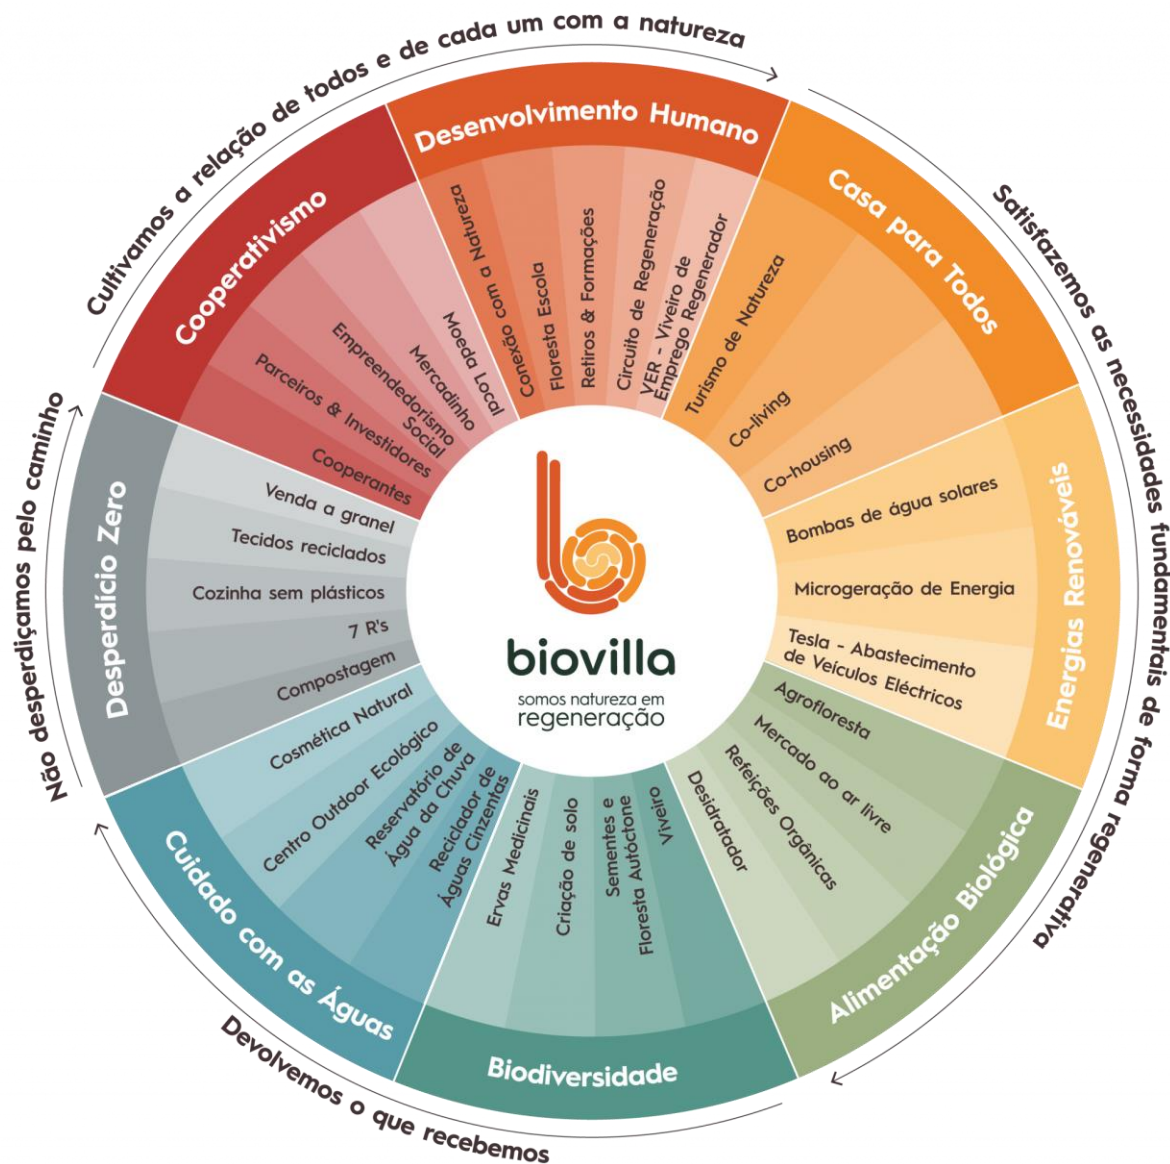 Cultivamos a relação de todos e de cada um com a natureza
Satisfazemos as necessidades fundamentais de forma regenerativa
Devolvemos o que recebemos
Não desperdiçamos pelo caminho
Desenvolvimento Humano
Conexão com a Natureza
Floresta Escola
Retiros & Formações
Circuito de Regeneração
VER - Viveiro de
Emprego Regenerador
Casa para Todos
Turismo de Natureza
Co-living
Co-housing
Energias Renováveis
Bombas de água solares
Microgeração de Energia
Tesla - Abastecimento
de Veículos Eléctricos
Alimentação Biológica
Agrofloresta
Mercado ao ar livre
Refeições Orgânicas
Desidratador
Biodiversidade
Viveiro
Sementes e
Floresta Autóctone
Criação de solo
Ervas Medicinais
Cuidado com as Águas
Reciclador de
Águas Cinzentas
Reservatório de
Água da Chuva
Centro Outdoor Ecológico
Cosmética Natural
Desperdício Zero
Compostagem
7 R's
Cozinha sem plásticos
Tecidos reciclados
Venda a granel
Cooperativismo
Cooperantes
Parceiros & Investidores
Empreendedorismo
Social
Mercadinho
Moeda Local
biovilla
somos natureza em
regeneração